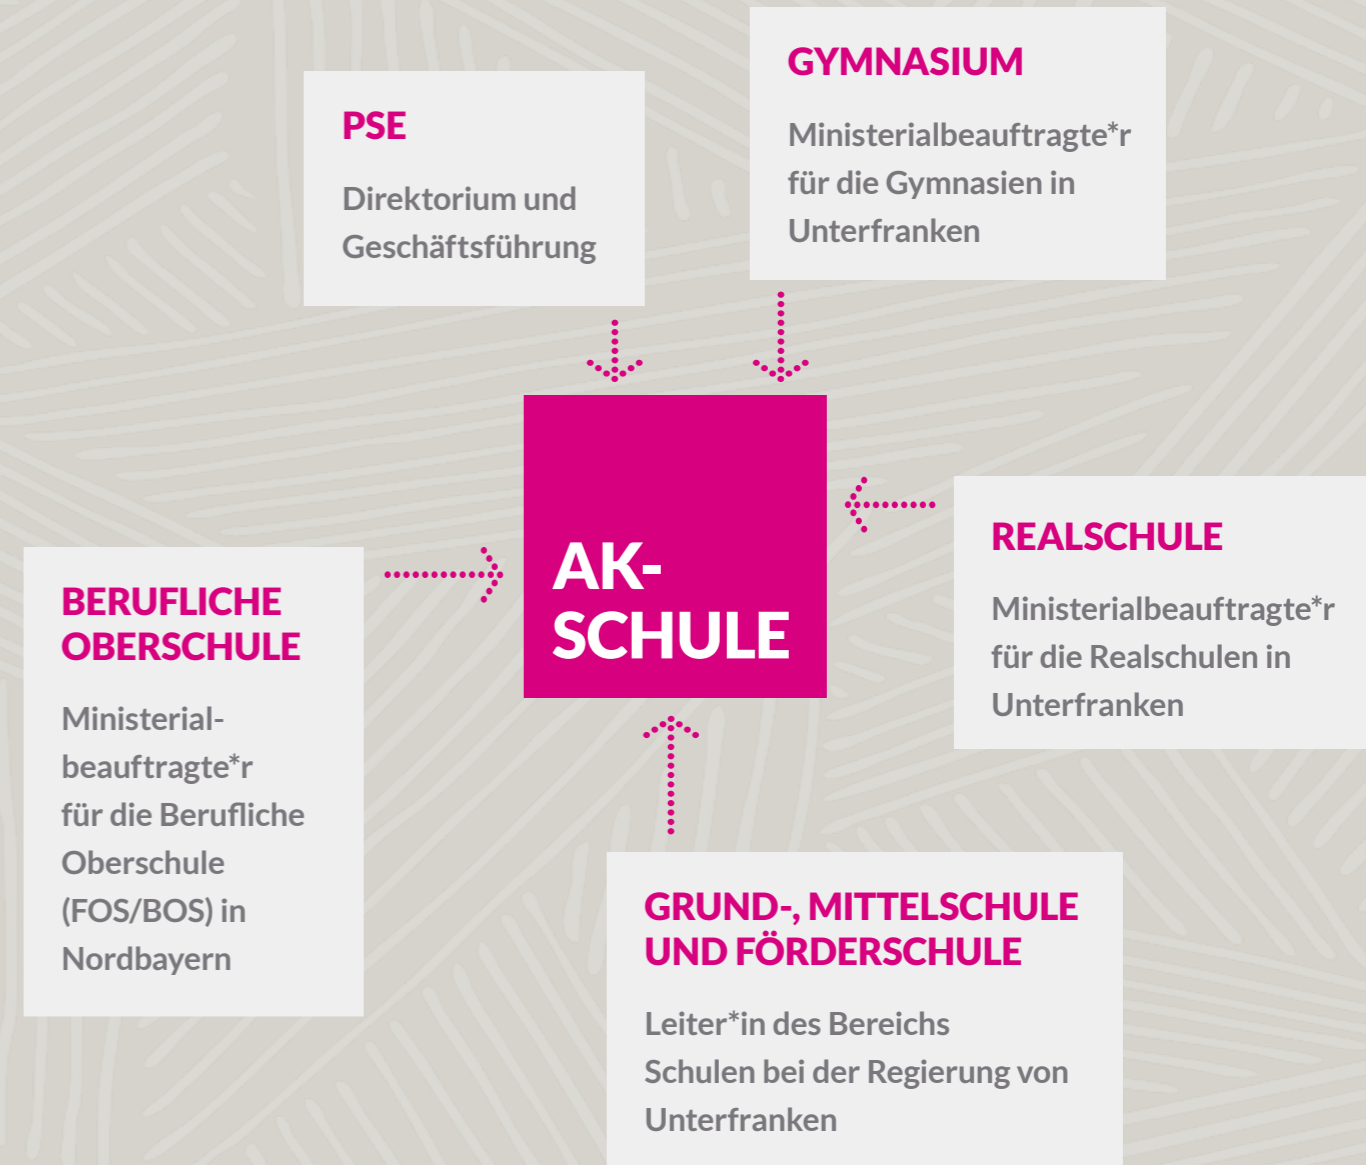 PSE
Direktorium und
Geschäftsführung
GYMNASIUM
Ministerialbeauftragte*r
für die Gymnasien in
Unterfranken
AK-
SCHULE
REALSCHULE
Ministerialbeauftragte*r
für die Realschulen in
Unterfranken
BERUFLICHE
OBERSCHULE
Ministerial-
beauftragte*r
für die Berufliche
Oberschule
(FOS/BOS) in
Nordbayern
GRUND-, MITTELSCHULE
UND FÖRDERSCHULE
Leiter*in des Bereichs
Schulen bei der Regierung von
Unterfranken